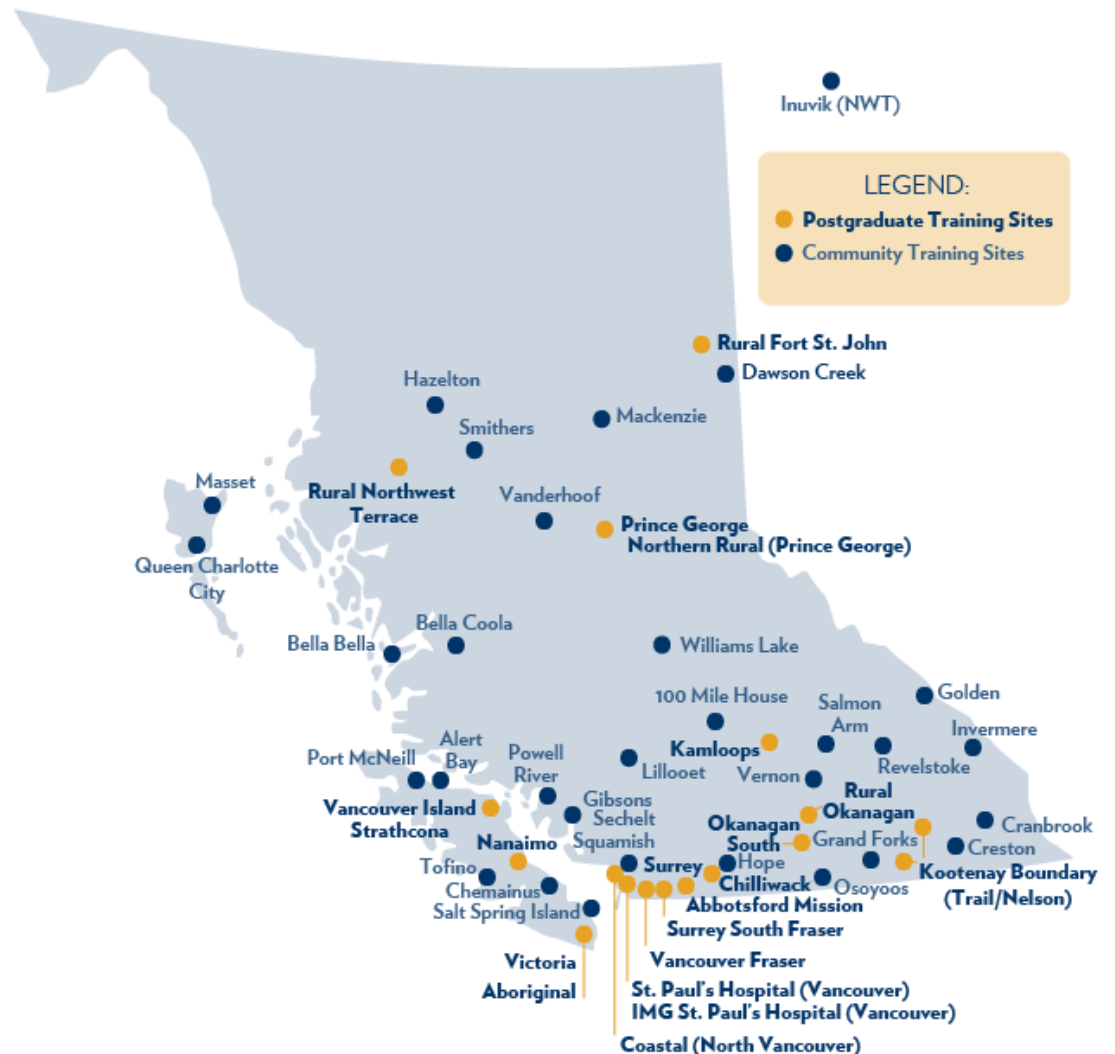 Inuvik (NWT)
LEGEND:
Postgraduate Training Sites
Community Training Sites
Rural Fort St. John
Dawson Creek
Hazelton
Mackenzie
Smithers
Masset
Rural Northwest
Terrace
Vanderhoof
Prince George
Northern Rural (Prince George)
Queen Charlotte
City
Bella Coola
Bella Bella
Williams Lake
100 Mile House
Salmon
Arm
Golden
Invermere
Port McNeill
Alert
Bay
Powell
River
Lillooet
Kamloops
Vernon
Revelstoke
Vancouver Island
Strathcona
Gibsons
Sechelt
Squamish
Rural
Okanagan
Okanagan
South
Grand Forks
Cranbrook
Creston
Nanaimo
Surrey
Hope
Tofino
Chemainus
Salt Spring Island
Chilliwack
Osoyoos
Kootenay Boundary
(Trail/Nelson)
Abbotsford Mission
Surrey South Fraser
Vancouver Fraser
Victoria
Aboriginal
St. Paul's Hospital (Vancouver)
IMG St. Paul's Hospital (Vancouver)
Coastal (North Vancouver)